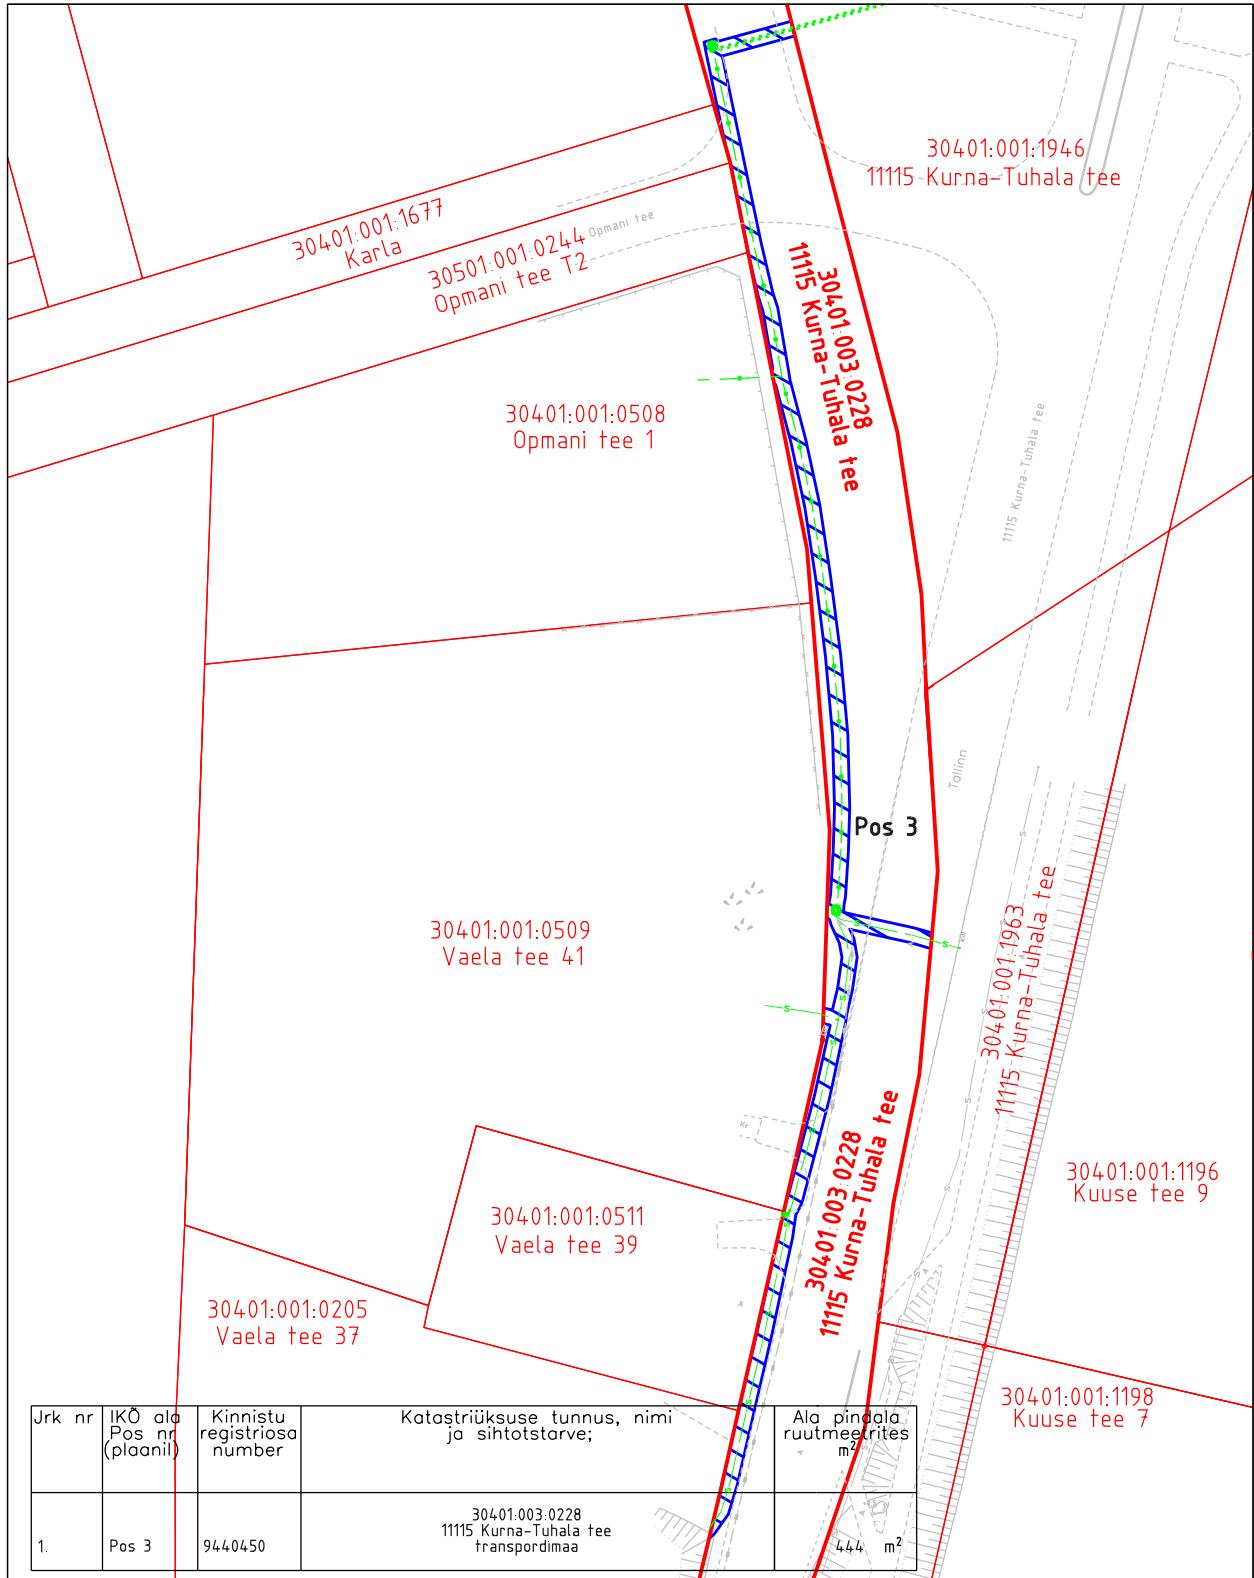 30401:001:1946
11115 Kurna-Tuhala tee
30401:001:1677
Karla
30501:001:0244
Opmani tee T2
Opmani tee
30401:003:0228
11115 Kurna-Tuhala tee
30401:001:0508
Opmani tee 1
11115 Kurna-Tuhala tee
Tallinn
Pos 3
30401:001:0509
Vaela tee 41
30401:001:1963
11115 Kurna-Tuhala tee
30401:003:0228
11115 Kurna-Tuhala tee
Kr
30401:001:1196
Kuuse tee 9
30401:001:0511
Vaela tee 39
30401:001:0205
Vaela tee 37
30401:001:1198
Kuuse tee 7
Jrk nr
IKÕ ala
Pos nr
(plaanil)
Kinnistu
registriosa
number
Katastriüksuse tunnus, nimi
ja sihtotstarve;
Ala pindala
ruutmeetrites
m²
1.
Pos 3
9440450
30401:003:0228
11115 Kurna-Tuhala tee
transpordimaa
444 m²